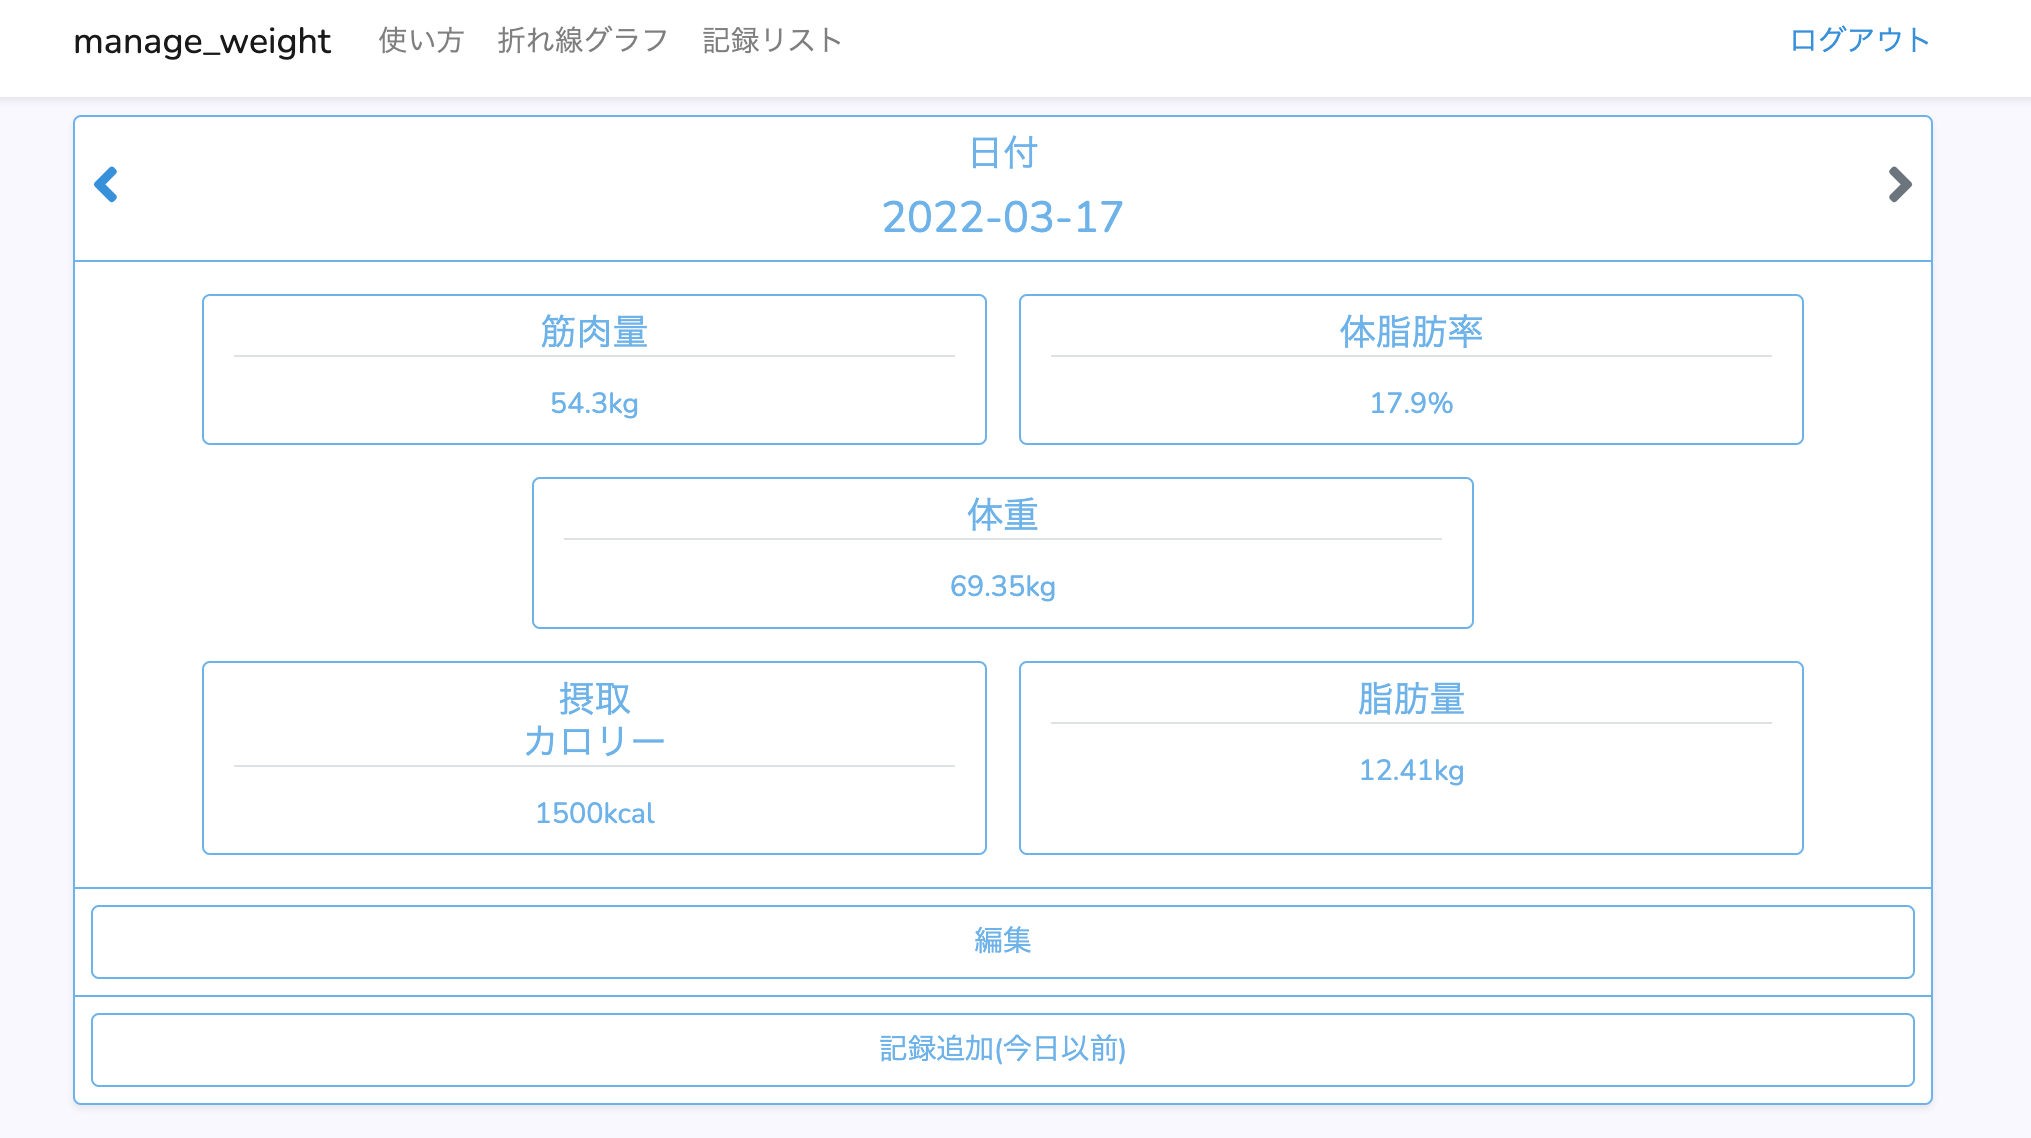 manage_weight 使い方 折れ線グラフ 記録リスト ログアウト
日付
2022-03-17
筋肉量
54.3kg
体脂肪率
17.9%
体重
69.35kg
摂取
カロリー
1500kcal
脂肪量
12.41kg
編集
記録追加(今日以前)